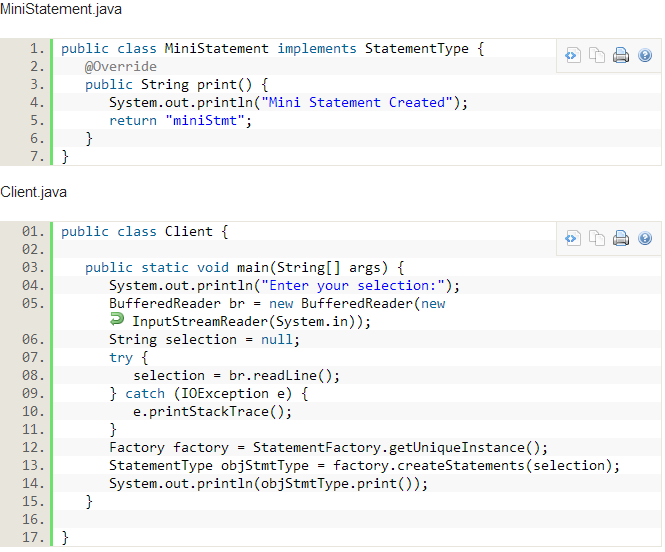 MiniStatement.java
1. public class MiniStatement implements StatementType {
2.    @Override
3.    public String print() {
4.       System.out.println("Mini Statement Created");
5.       return "miniStmt";
6.    }
7. }
Client.java
01. public class Client {
02.
03.    public static void main(String[] args) {
04.       System.out.println("Enter your selection:");
05.       BufferedReader br = new BufferedReader(new
InputStreamReader(System.in));
06.       String selection = null;
07.       try {
08.          selection = br.readLine();
09.       } catch (IOException e) {
10.          e.printStackTrace();
11.       }
12.       Factory factory = StatementFactory.getUniqueInstance();
13.       StatementType objStmtType = factory.createStatements(selection);
14.       System.out.println(objStmtType.print());
15.    }
16.
17. }